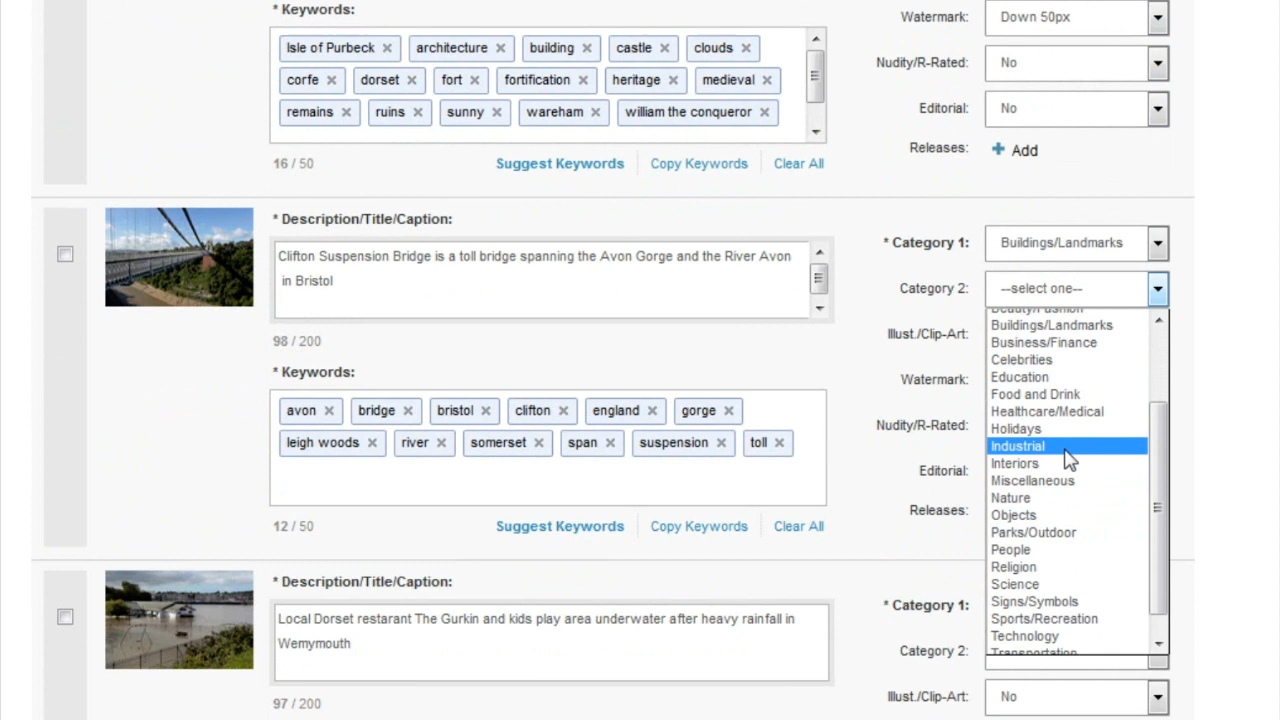 * Keywords:
Isle of Purbeck × architecture × building × castle × clouds ×
corfe × dorset × fort × fortification × heritage × medieval ×
remains × ruins × sunny × wareham × william the conqueror ×
16 / 50
Suggest Keywords Copy Keywords Clear All
Watermark: Down 50px
Nudity/R-Rated: No
Editorial: No
Releases: + Add
* Description/Title/Caption:
Clifton Suspension Bridge is a toll bridge spanning the Avon Gorge and the River Avon
in Bristol
98 / 200
* Keywords:
avon × bridge × bristol × clifton × england × gorge ×
leigh woods × river × somerset × span × suspension × toll ×
12 / 50
Suggest Keywords Copy Keywords Clear All
* Category 1: Buildings/Landmarks
Category 2: --select one--
Illust./Clip-Art:
Watermark:
Nudity/R-Rated:
Editorial:
Releases:
Beauty/Fashion
Buildings/Landmarks
Business/Finance
Celebrities
Education
Food and Drink
Healthcare/Medical
Holidays
Industrial
Interiors
Miscellaneous
Nature
Objects
Parks/Outdoor
People
Religion
Science
Signs/Symbols
Sports/Recreation
Technology
Transportation
* Description/Title/Caption:
Local Dorset restarant The Gurkin and kids play area underwater after heavy rainfall in
Wemymouth
97 / 200
* Category 1:
Category 2:
Illust./Clip-Art: No